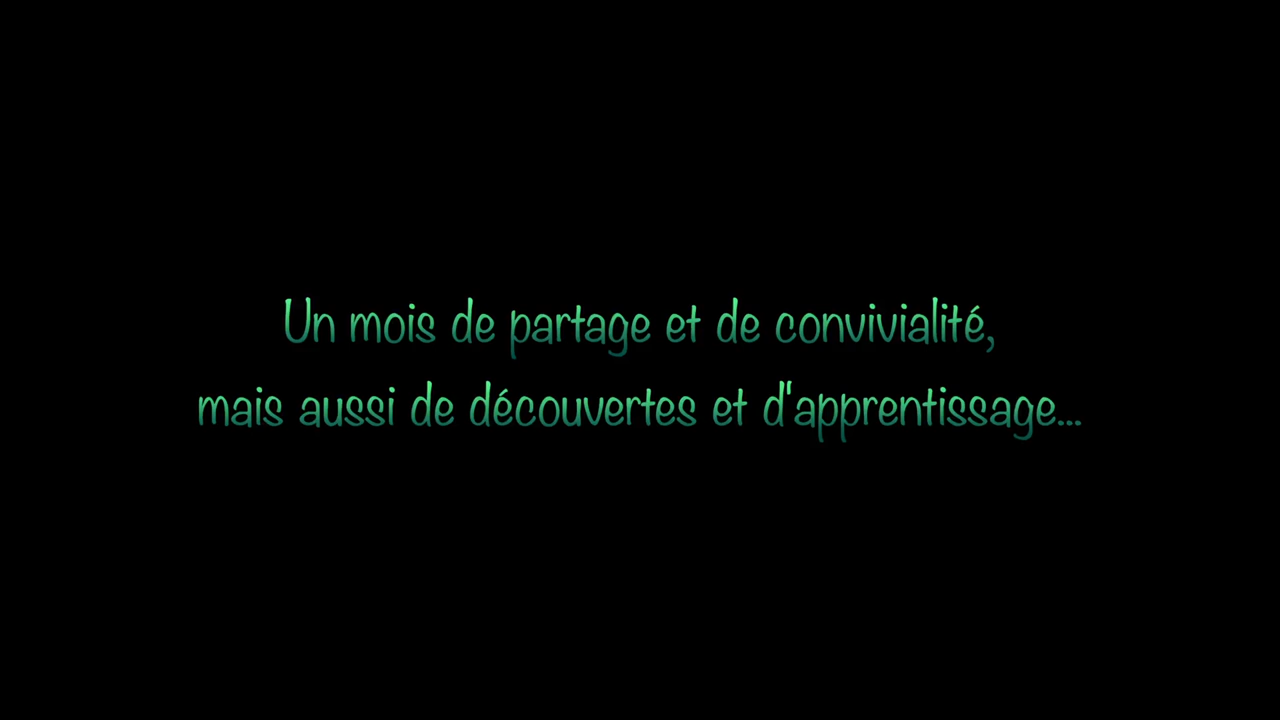 Un mois de partage et de convivialité,
mais aussi de découvertes et d'apprentissage...